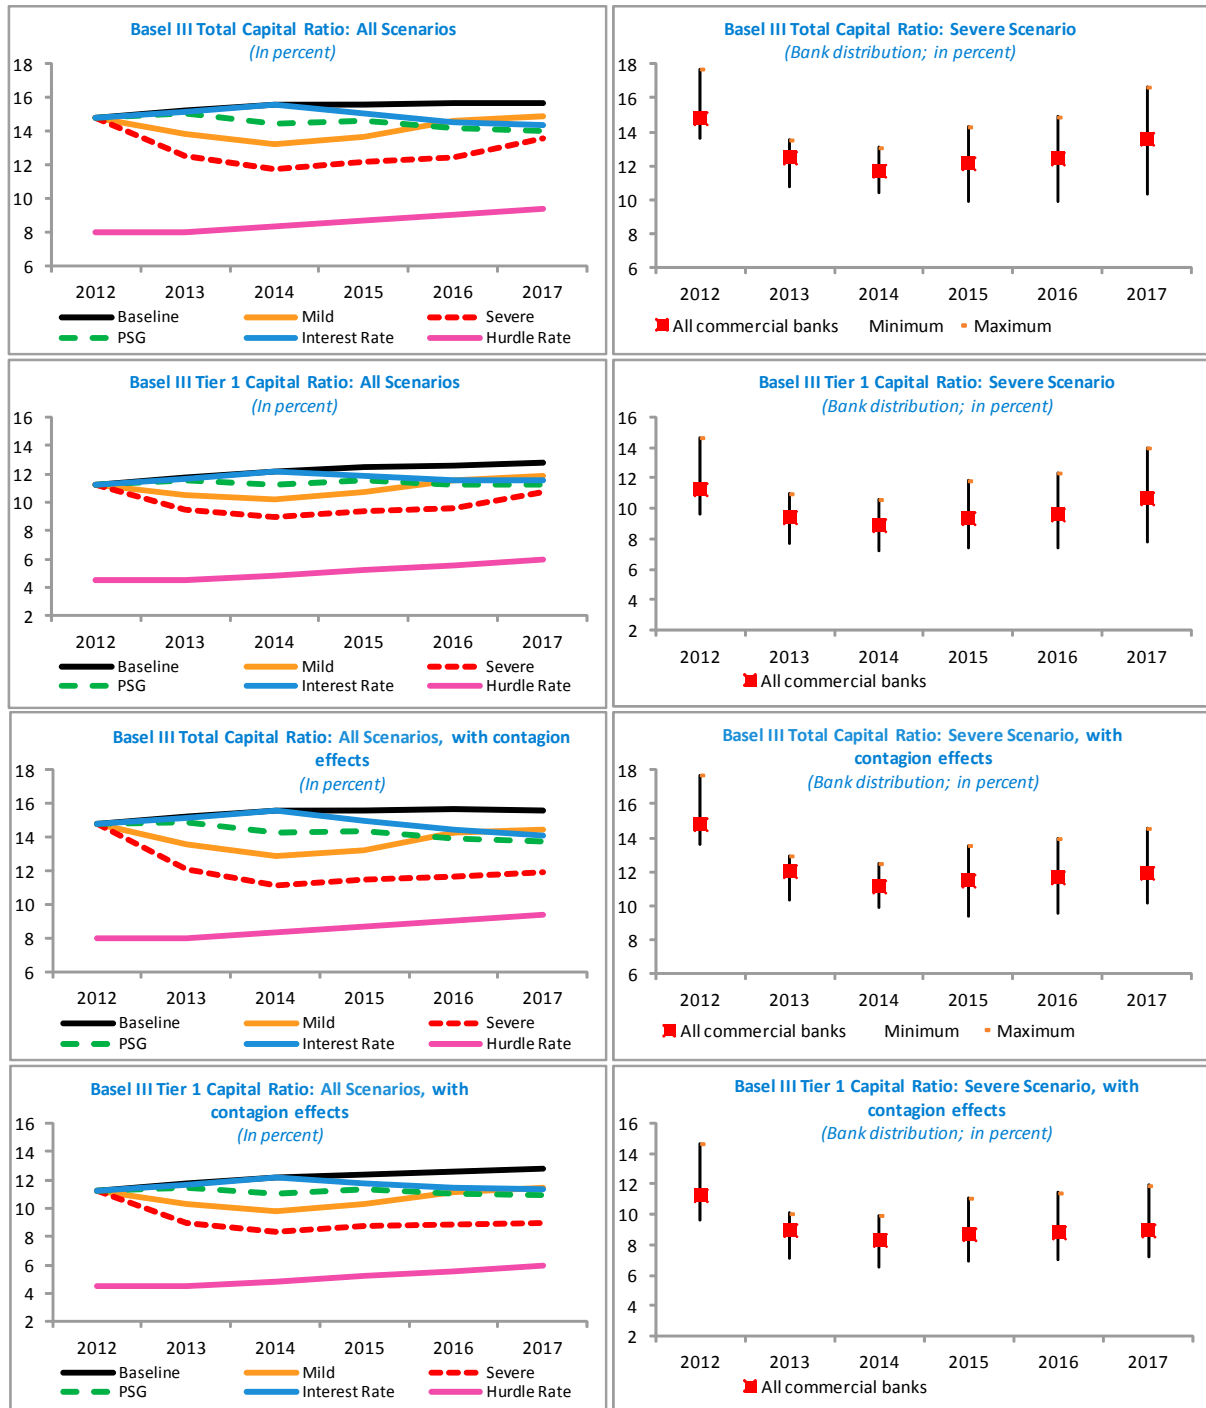 Basel III Total Capital Ratio: All Scenarios
(In percent)
18
16
14
12
10
8
6
2012 2013 2014 2015 2016 2017
Baseline Mild Severe
PSG Interest Rate Hurdle Rate
Basel III Total Capital Ratio: Severe Scenario
(Bank distribution; in percent)
18
16
14
12
10
8
6
2012 2013 2014 2015 2016 2017
All commercial banks Minimum Maximum
Basel III Tier 1 Capital Ratio: All Scenarios
(In percent)
16
14
12
10
8
6
4
2
2012 2013 2014 2015 2016 2017
Baseline Mild Severe
PSG Interest Rate Hurdle Rate
Basel III Tier 1 Capital Ratio: Severe Scenario
(Bank distribution; in percent)
16
14
12
10
8
6
4
2
2012 2013 2014 2015 2016 2017
All commercial banks
Basel III Total Capital Ratio: All Scenarios, with contagion
effects
(In percent)
18
16
14
12
10
8
6
2012 2013 2014 2015 2016 2017
Baseline Mild Severe
PSG Interest Rate Hurdle Rate
Basel III Total Capital Ratio: Severe Scenario, with
contagion effects
(Bank distribution; in percent)
18
16
14
12
10
8
6
2012 2013 2014 2015 2016 2017
All commercial banks Minimum Maximum
Basel III Tier 1 Capital Ratio: All Scenarios, with
contagion effects
(In percent)
16
14
12
10
8
6
4
2
2012 2013 2014 2015 2016 2017
Baseline Mild Severe
PSG Interest Rate Hurdle Rate
Basel III Tier 1 Capital Ratio: Severe Scenario, with
contagion effects
(Bank distribution; in percent)
16
14
12
10
8
6
4
2
2012 2013 2014 2015 2016 2017
All commercial banks